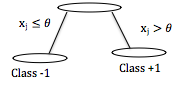 xⱼ ≤ θ
xⱼ > θ
Class -1
Class +1